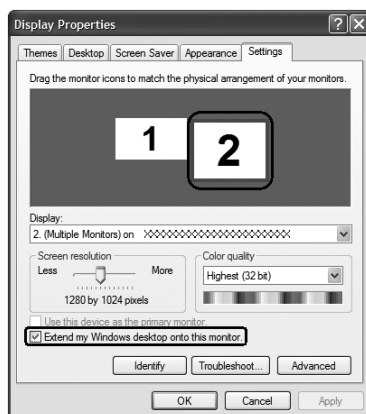 Display Properties
Themes Desktop Screen Saver Appearance Settings
Drag the monitor icons to match the physical arrangement of your monitors.
1 2
Display:
2. (Multiple Monitors) on XXXXXXXXXXXXXXXXXXXXXXX
Screen resolution Color quality
Less More Highest (32 bit)
1280 by 1024 pixels
Use this device as the primary monitor.
Extend my Windows desktop onto this monitor.
Identify Troubleshoot... Advanced
OK Cancel Apply